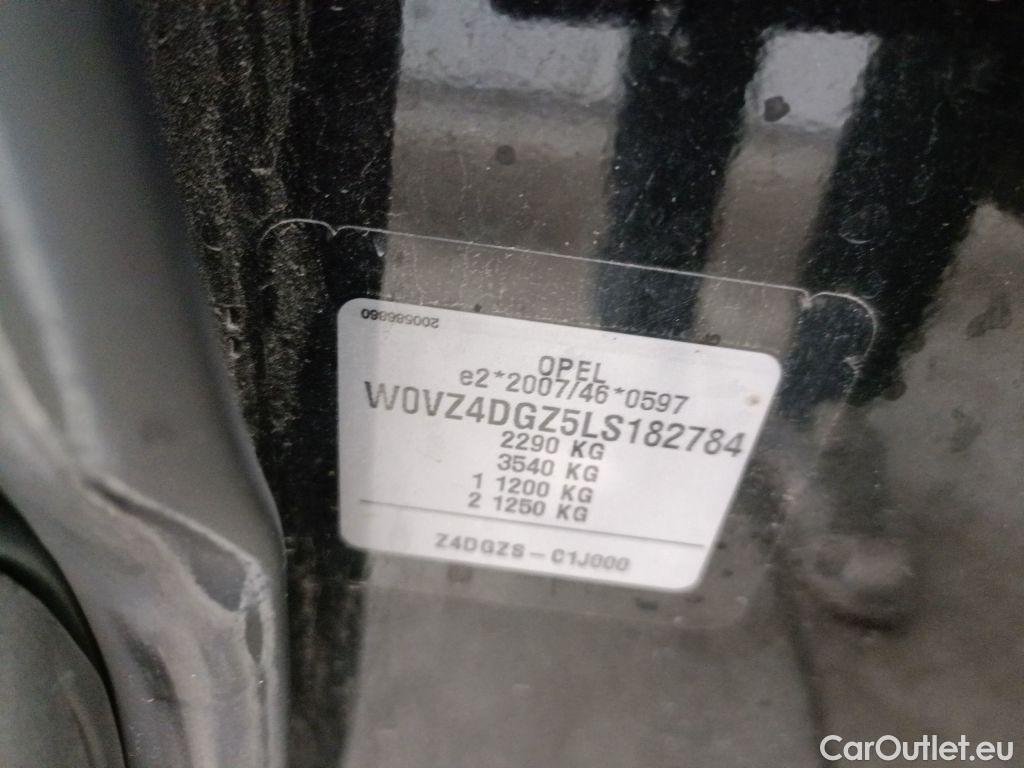 200586860
OPEL
e2*2007/46*0597
W0VZ4DGZ5LS182784
2290 KG
3540 KG
1 1200 KG
2 1250 KG
Z4DGZS-C1J000
CarOutlet.eu